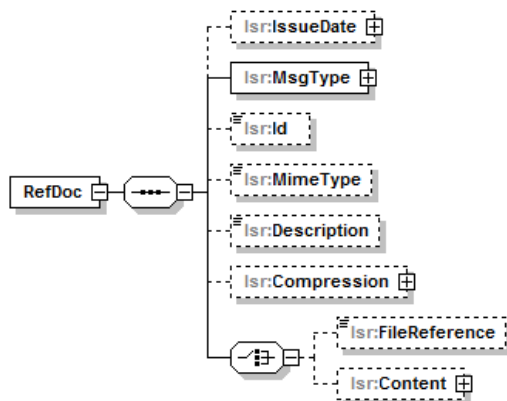 lsr:IssueDate
lsr:MsgType
lsr:Id
lsr:MimeType
RefDoc
lsr:Description
lsr:Compression
lsr:FileReference
lsr:Content